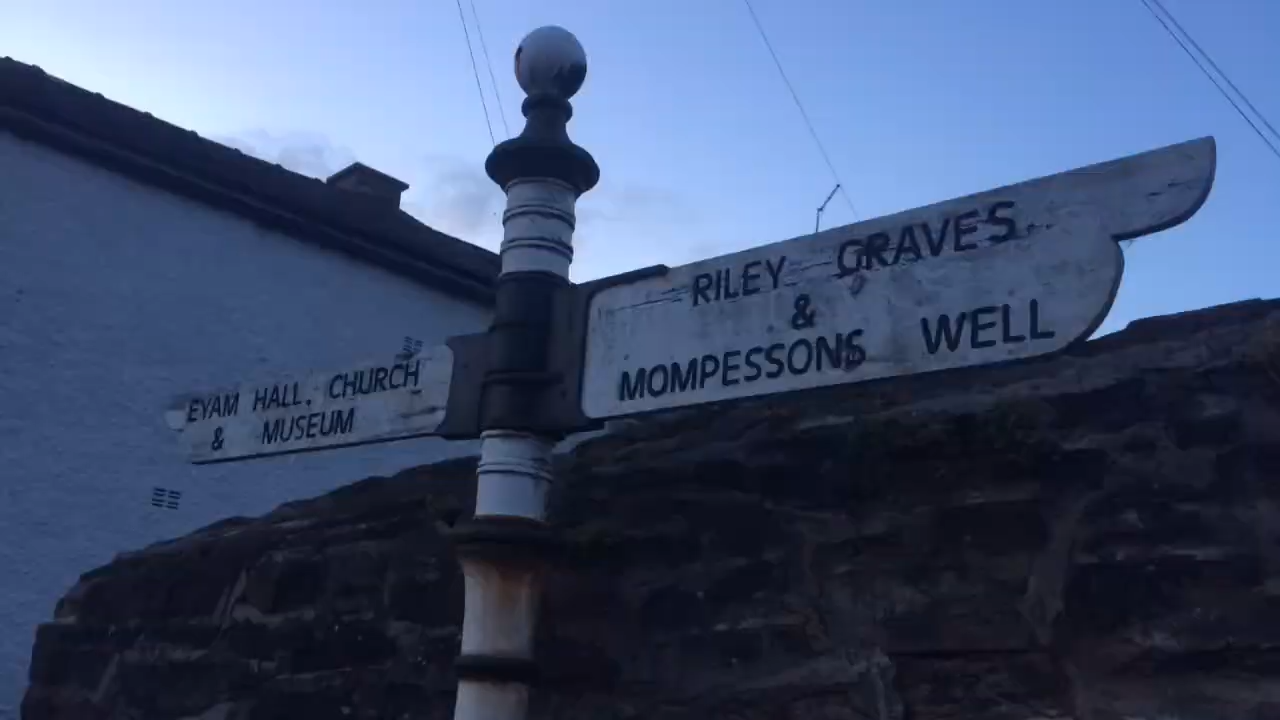 EYAM HALL, CHURCH
& MUSEUM
RILEY GRAVES
&
MOMPESSONS WELL